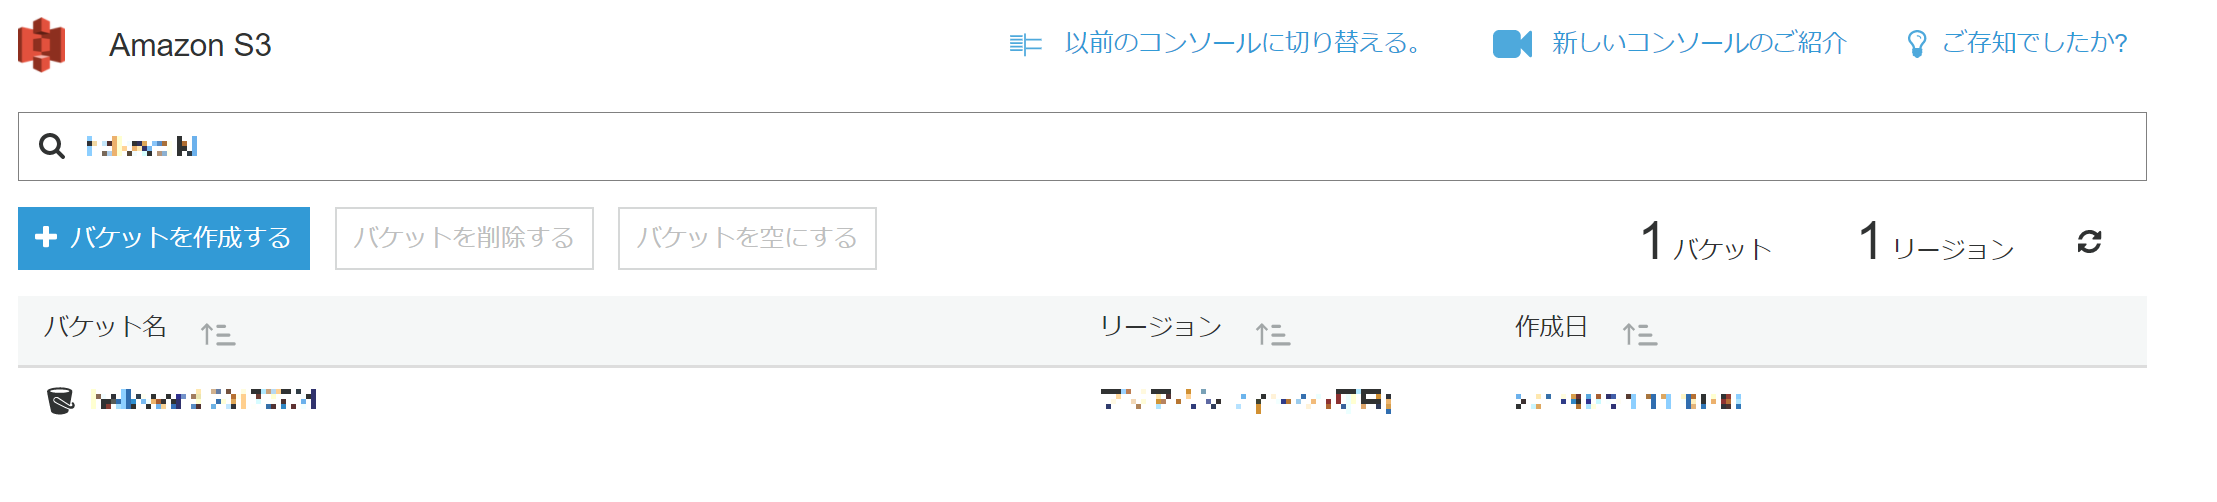 Amazon S3
以前のコンソールに切り替える。
新しいコンソールのご紹介
ご存知でしたか?
バケットを作成する
バケットを削除する
バケットを空にする
1 バケット
1 リージョン
バケット名
リージョン
作成日